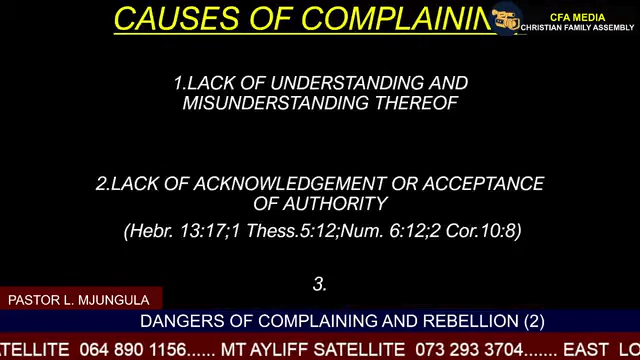 CAUSES OF COMPLAINING
CFA MEDIA
CHRISTIAN FAMILY ASSEMBLY
1.LACK OF UNDERSTANDING AND
MISUNDERSTANDING THEREOF
2.LACK OF ACKNOWLEDGEMENT OR ACCEPTANCE
OF AUTHORITY
(Hebr. 13:17;1 Thess.5:12;Num. 6:12;2 Cor.10:8)
3.
PASTOR L. MJUNGULA
DANGERS OF COMPLAINING AND REBELLION (2)
ATELLITE 064 890 1156...... MT AYLIFF SATELLITE 073 293 3704....... EAST LO